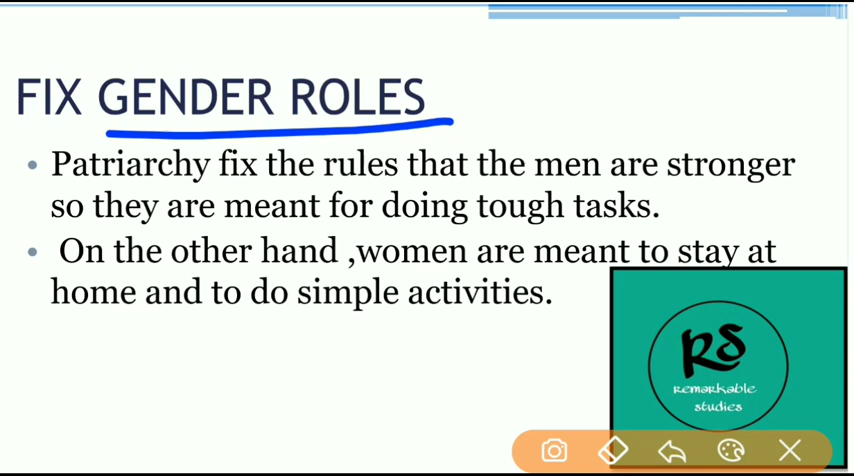 FIX GENDER ROLES
• Patriarchy fix the rules that the men are stronger
so they are meant for doing tough tasks.
• On the other hand ,women are meant to stay at
home and to do simple activities.
RS
remarkable
studies